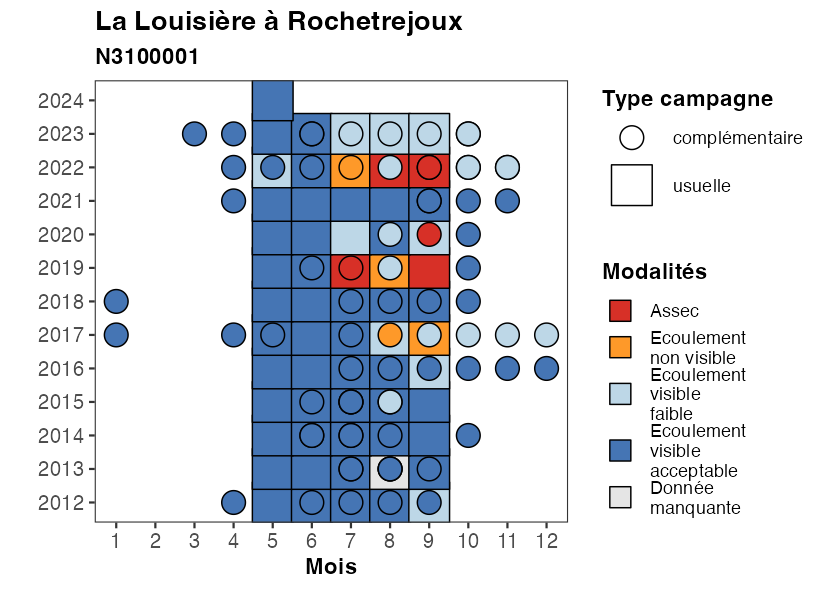 La Louisière à Rochetrejoux
N3100001
2024
2023
2022
2021
2020
2019
2018
2017
2016
2015
2014
2013
2012
1 2 3 4 5 6 7 8 9 10 11 12
Mois
Type campagne
complémentaire
usuelle
Modalités
Assec
Ecoulement
non visible
Ecoulement
visible
faible
Ecoulement
visible
acceptable
Donnée
manquante